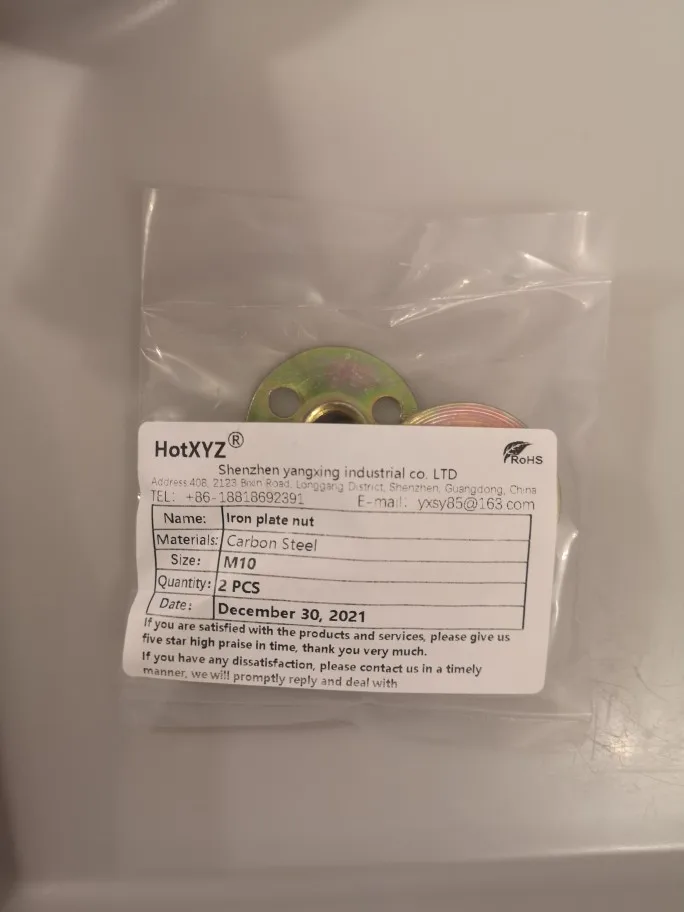 HotXYZ®
RoHS
Shenzhen yangxing industrial co. LTD
Address:408, 2123 Bixin Road, Longgang District, Shenzhen, Guangdong, China
TEL: +86-18818692391 E-mail: yxsy85@163.com
Name: Iron plate nut
Materials: Carbon Steel
Size: M10
Quantity: 2 PCS
Date: December 30, 2021
If you are satisfied with the products and services, please give us
five star high praise in time, thank you very much.
If you have any dissatisfaction, please contact us in a timely
manner, we will promptly reply and deal with